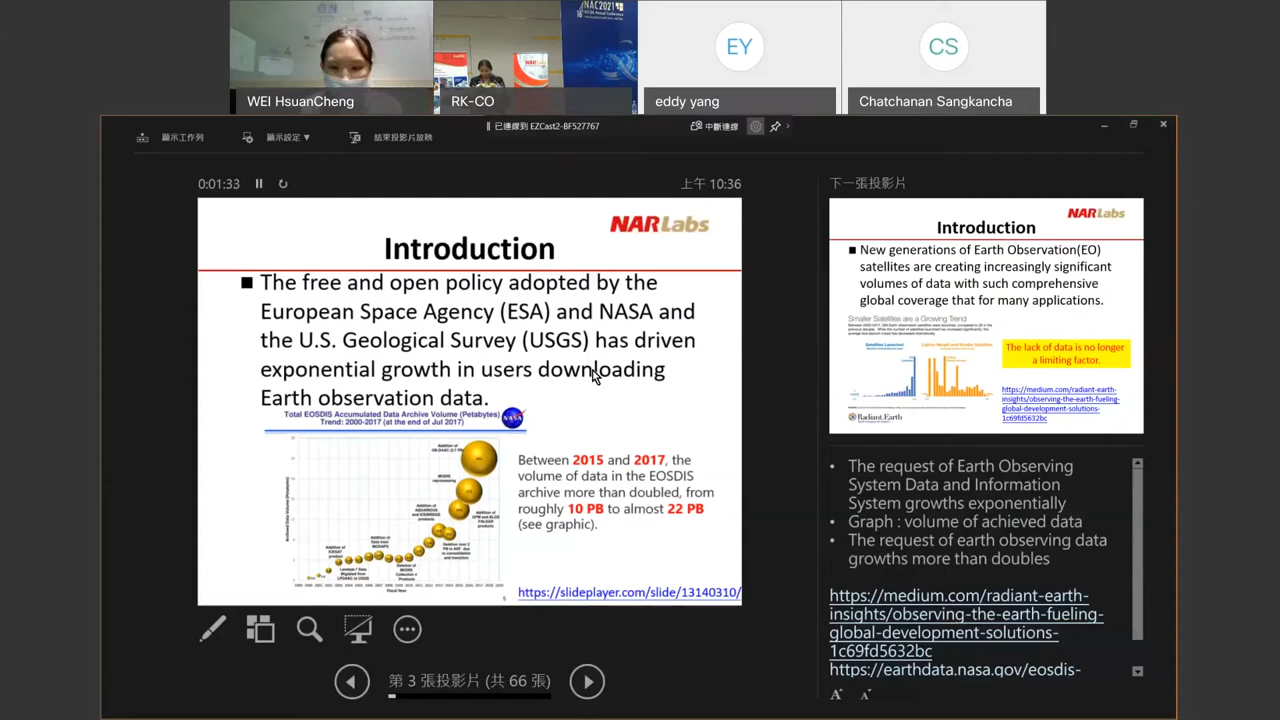 NAC2021
WEI HsuanCheng
RK-CO
EY
eddy yang
CS
Chatchanan Sangkancha
顯示工作列
顯示設定 ▼
結束投影片放映
已連線到 EZCast2-BF527767
中斷連線
0:01:33
上午 10:36
NARLabs
Introduction
■ The free and open policy adopted by the
European Space Agency (ESA) and NASA and
the U.S. Geological Survey (USGS) has driven
exponential growth in users downloading
Earth observation data.
Total EOSDIS Accumulated Data Archive Volume (Petabytes)
Trend: 2000-2017 (at the end of Jul 2017)
NASA
Fiscal Year
Between 2015 and 2017, the
volume of data in the EOSDIS
archive more than doubled, from
roughly 10 PB to almost 22 PB
(see graphic).
https://slideplayer.com/slide/13140310/
第 3 張投影片 (共 66 張)
下一張投影片
NARLabs
Introduction
■ New generations of Earth Observation(EO)
satellites are creating increasingly significant
volumes of data with such comprehensive
global coverage that for many applications.
Smaller Satellites are a Growing Trend
The lack of data is no longer
a limiting factor.
https://medium.com/radiant-earth-
insights/observing-the-earth-fueling-
global-development-solutions-
1c69fd5632bc
Radiant.Earth
• The request of Earth Observing
System Data and Information
System growths exponentially
• Graph : volume of achieved data
• The request of earth observing data
growths more than doubles
https://medium.com/radiant-earth-
insights/observing-the-earth-fueling-
global-development-solutions-
1c69fd5632bc
https://earthdata.nasa.gov/eosdis-